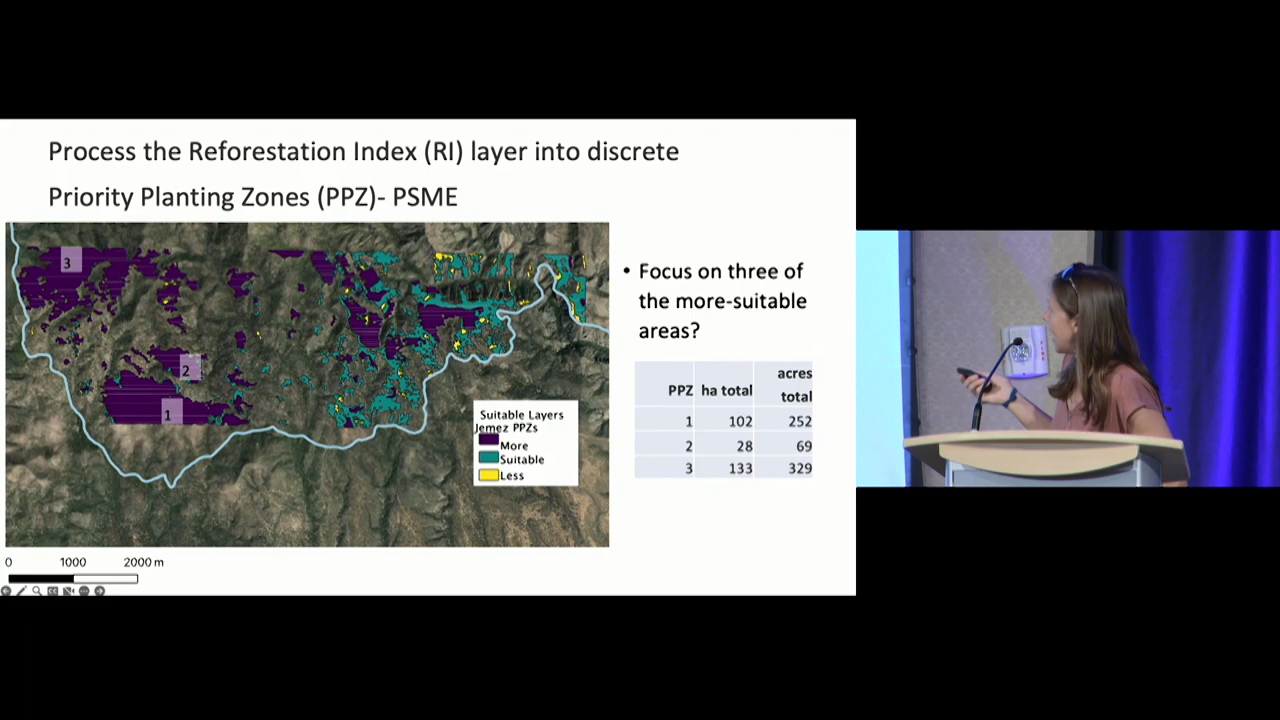 Process the Reforestation Index (RI) layer into discrete
Priority Planting Zones (PPZ)- PSME
3
2
1
Suitable Layers
Jemez PPZs
More
Suitable
Less
0 1000 2000 m
• Focus on three of
the more-suitable
areas?
PPZ ha total acres total
1 102 252
2 28 69
3 133 329